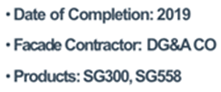 • Date of Completion: 2019
• Facade Contractor: DG&A CO
• Products: SG300, SG558